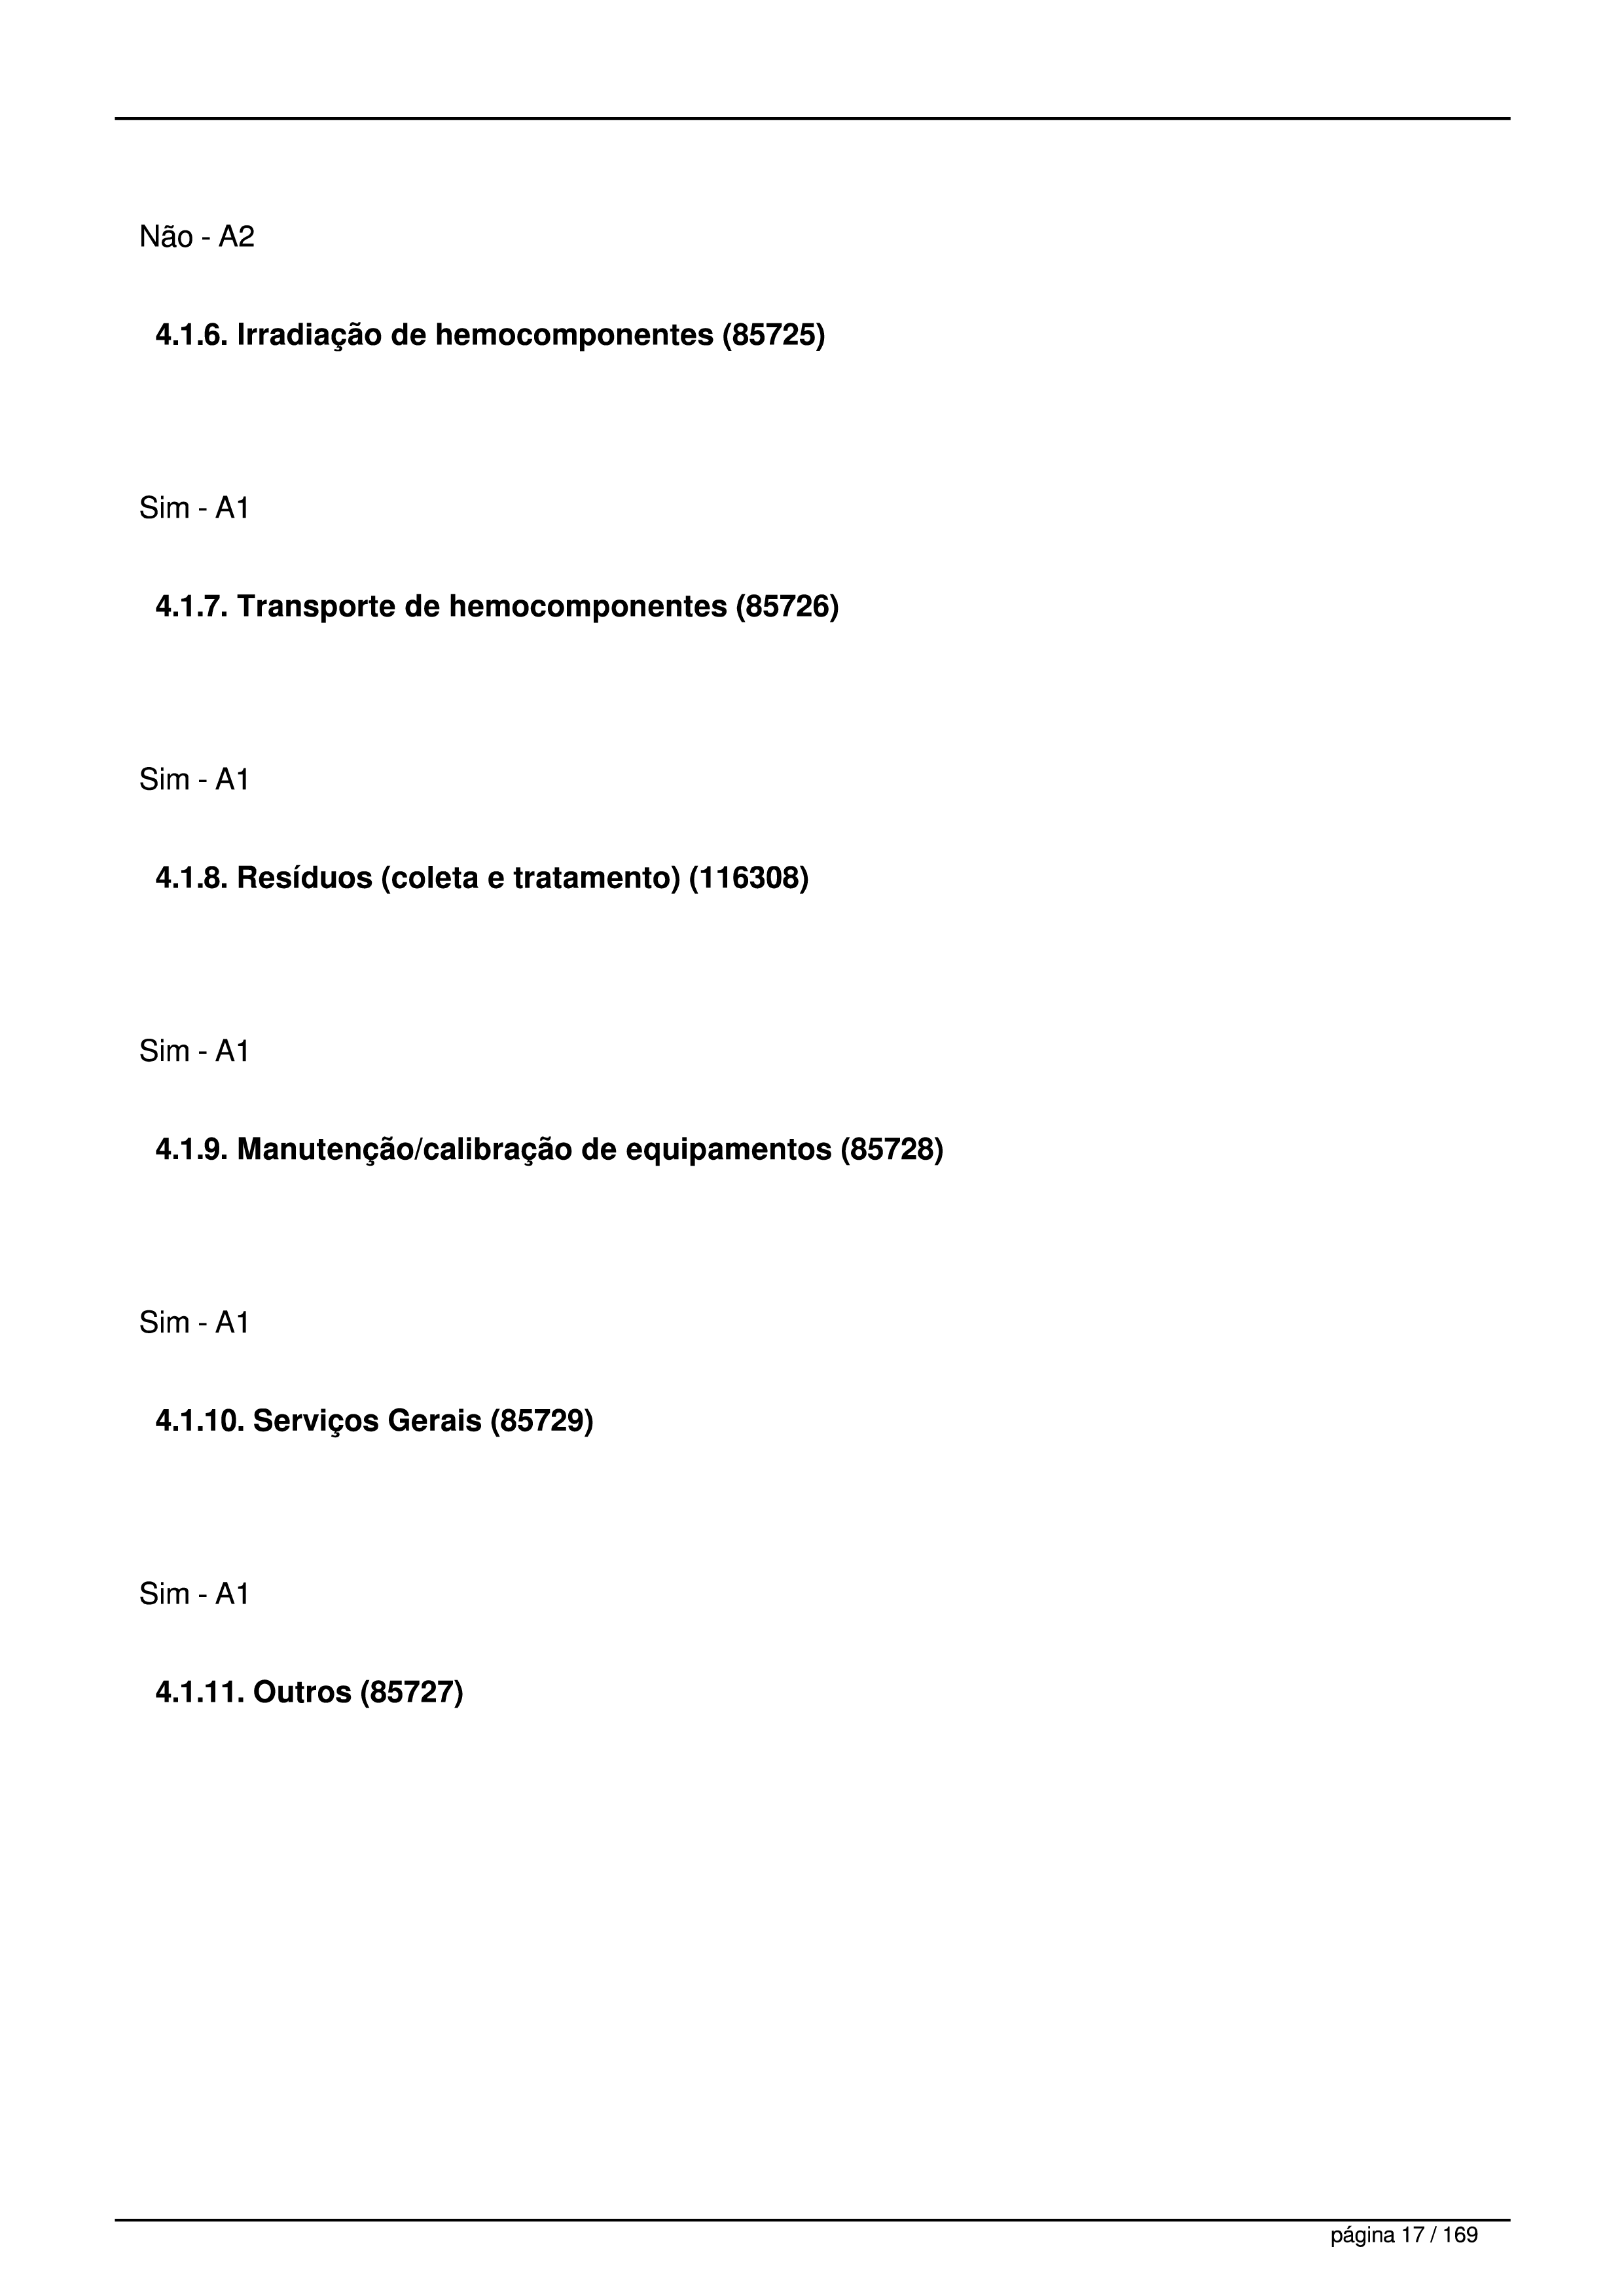 Não - A2
4.1.6. Irradiação de hemocomponentes (85725)
Sim - A1
4.1.7. Transporte de hemocomponentes (85726)
Sim - A1
4.1.8. Resíduos (coleta e tratamento) (116308)
Sim - A1
4.1.9. Manutenção/calibração de equipamentos (85728)
Sim - A1
4.1.10. Serviços Gerais (85729)
Sim - A1
4.1.11. Outros (85727)
página 17 / 169